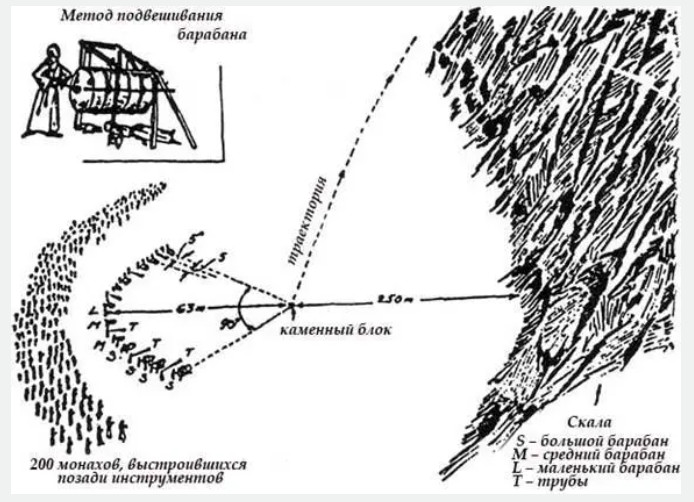 Метод подвешивания
барабана
траектория
S
S
L
63m
250m
M
T
T
90°
каменный блок
M
T
S
S
S
Скала
S – большой барабан
M – средний барабан
L – маленький барабан
T – трубы
200 монахов, выстроившихся
позади инструментов